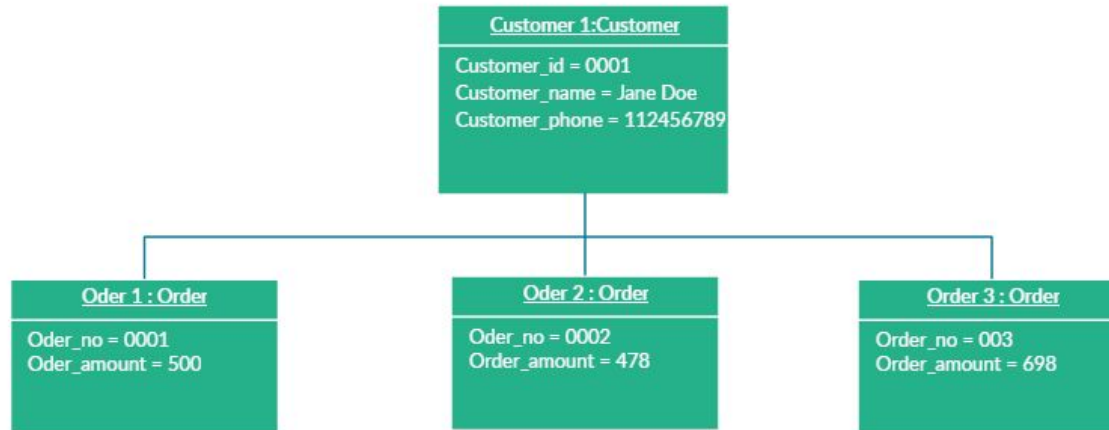 Customer 1:Customer
Customer_id = 0001
Customer_name = Jane Doe
Customer_phone = 112456789
Oder 1 : Order
Oder_no = 0001
Oder_amount = 500
Oder 2 : Order
Oder_no = 0002
Order_amount = 478
Order 3 : Order
Order_no = 003
Order_amount = 698